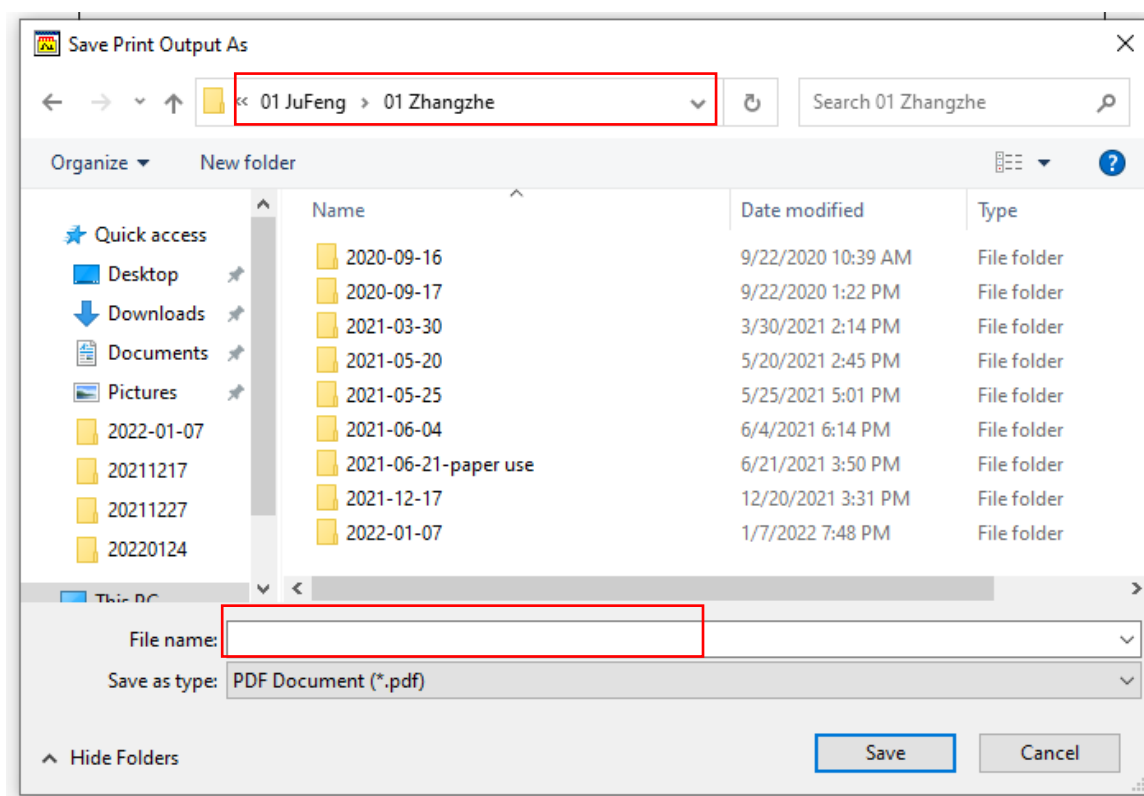 Save Print Output As
« 01 JuFeng > 01 Zhangzhe
Search 01 Zhangzhe
Organize New folder
Name Date modified Type
Quick access
Desktop
Downloads
Documents
Pictures
2022-01-07
20211217
20211227
20220124
This PC
2020-09-16 9/22/2020 10:39 AM File folder
2020-09-17 9/22/2020 1:22 PM File folder
2021-03-30 3/30/2021 2:14 PM File folder
2021-05-20 5/20/2021 2:45 PM File folder
2021-05-25 5/25/2021 5:01 PM File folder
2021-06-04 6/4/2021 6:14 PM File folder
2021-06-21-paper use 6/21/2021 3:50 PM File folder
2021-12-17 12/20/2021 3:31 PM File folder
2022-01-07 1/7/2022 7:48 PM File folder
File name:
Save as type: PDF Document (*.pdf)
Hide Folders
Save Cancel